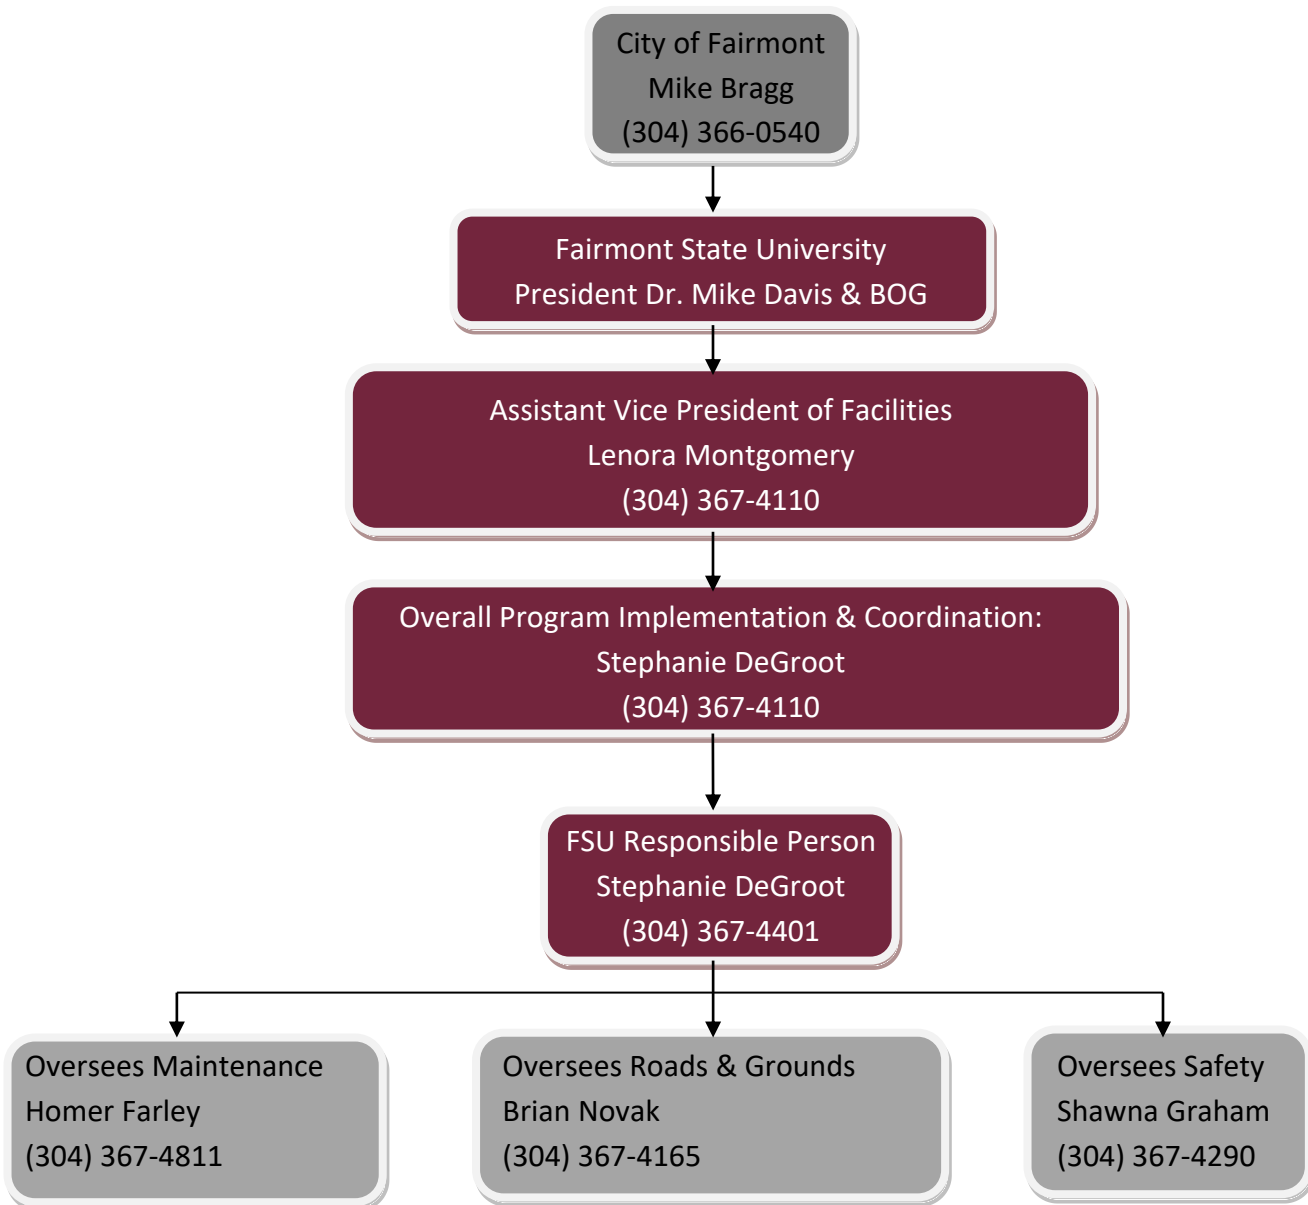 City of Fairmont
Mike Bragg
(304) 366-0540
Fairmont State University
President Dr. Mike Davis & BOG
Assistant Vice President of Facilities
Lenora Montgomery
(304) 367-4110
Overall Program Implementation & Coordination:
Stephanie DeGroot
(304) 367-4110
FSU Responsible Person
Stephanie DeGroot
(304) 367-4401
Oversees Maintenance
Homer Farley
(304) 367-4811
Oversees Roads & Grounds
Brian Novak
(304) 367-4165
Oversees Safety
Shawna Graham
(304) 367-4290